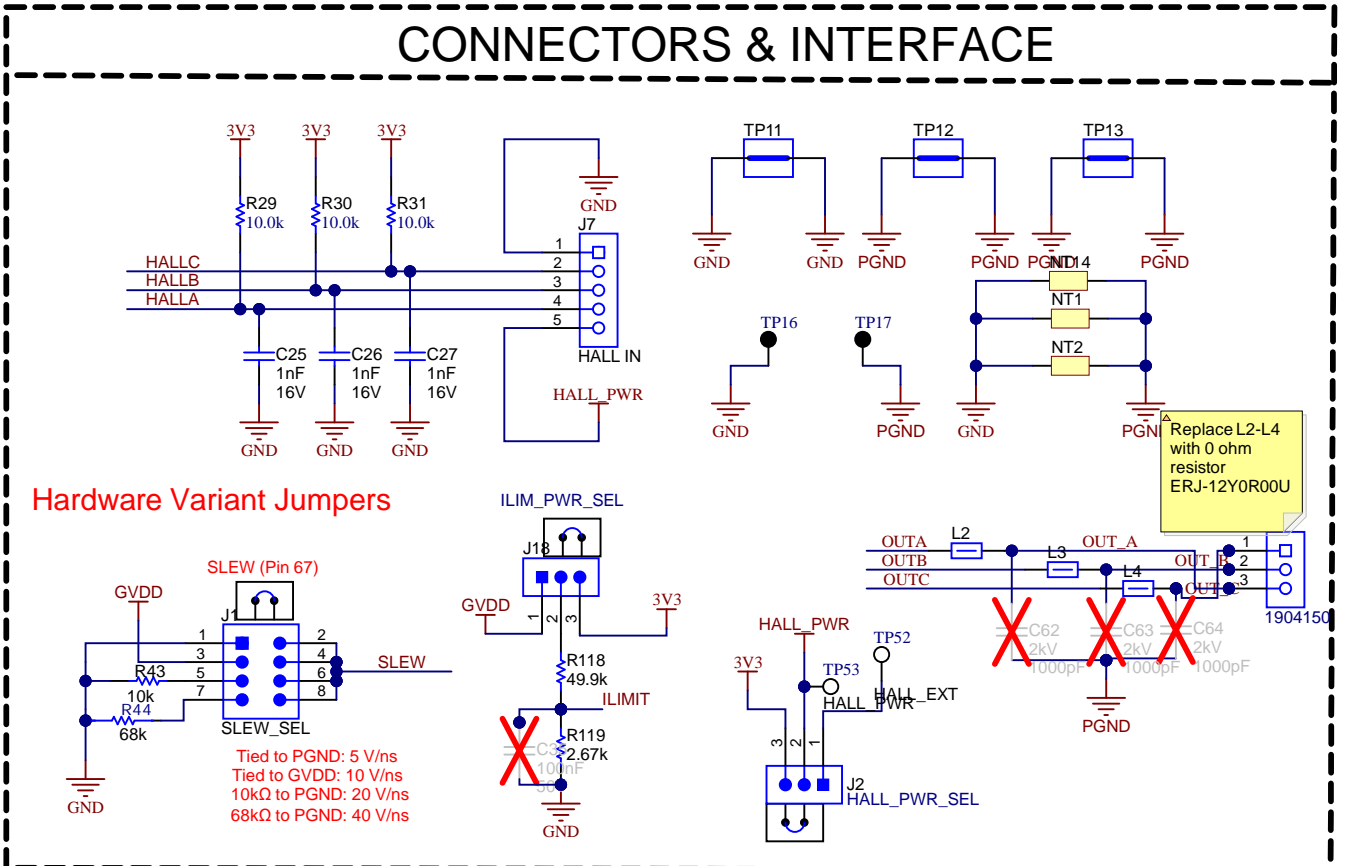 CONNECTORS & INTERFACE
3V3
3V3
3V3
R29
10.0k
R30
10.0k
R31
10.0k
HALLC
HALLB
HALLA
C25
1nF
16V
C26
1nF
16V
C27
1nF
16V
GND
GND
GND
GND
J7
1
2
3
4
5
HALL IN
HALL_PWR
TP11
GND
GND
TP12
PGND
PGND
TP13
PGND
PGND
TP16
GND
TP17
PGND
NT14
NT1
NT2
GND
PGND
Replace L2-L4
with 0 ohm
resistor
ERJ-12Y0R00U
Hardware Variant Jumpers
SLEW (Pin 67)
GVDD
J1
1
3
5
7
2
4
6
8
SLEW
R43
10k
R44
68k
SLEW_SEL
GND
Tied to PGND: 5 V/ns
Tied to GVDD: 10 V/ns
10kΩ to PGND: 20 V/ns
68kΩ to PGND: 40 V/ns
ILIM_PWR_SEL
J18
GVDD
1
2
3
3V3
R118
49.9k
ILIMIT
R119
2.67k
100nF
GND
HALL_PWR
3V3
TP53
HALL_PWR
TP52
HALL_EXT
3
2
1
J2
HALL_PWR_SEL
OUTA
OUTB
OUTC
L2
L3
L4
OUT_A
OUT_B
OUT_C
1
2
3
1904150
C62
2kV
1000pF
C63
2kV
1000pF
C64
2kV
1000pF
PGND